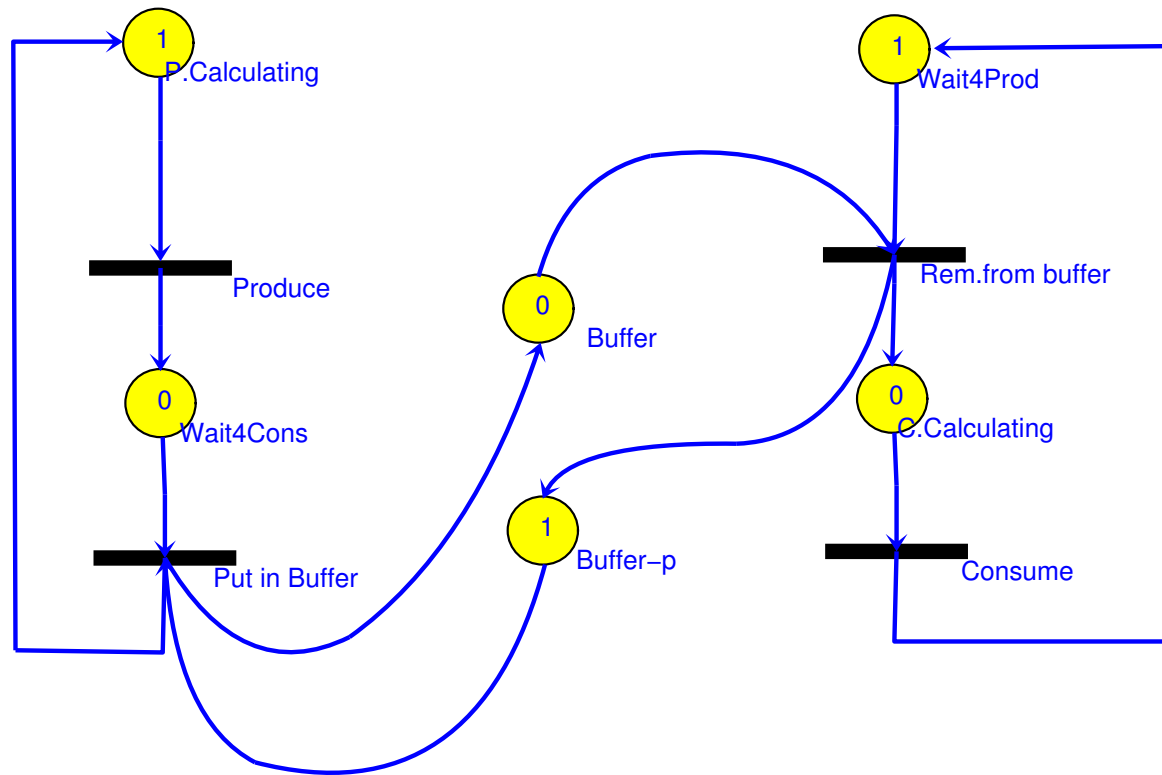 1
P.Calculating
1
Wait4Prod
Produce
Rem.from buffer
0
Buffer
0
Wait4Cons
0
C.Calculating
1
Buffer–p
Put in Buffer
Consume